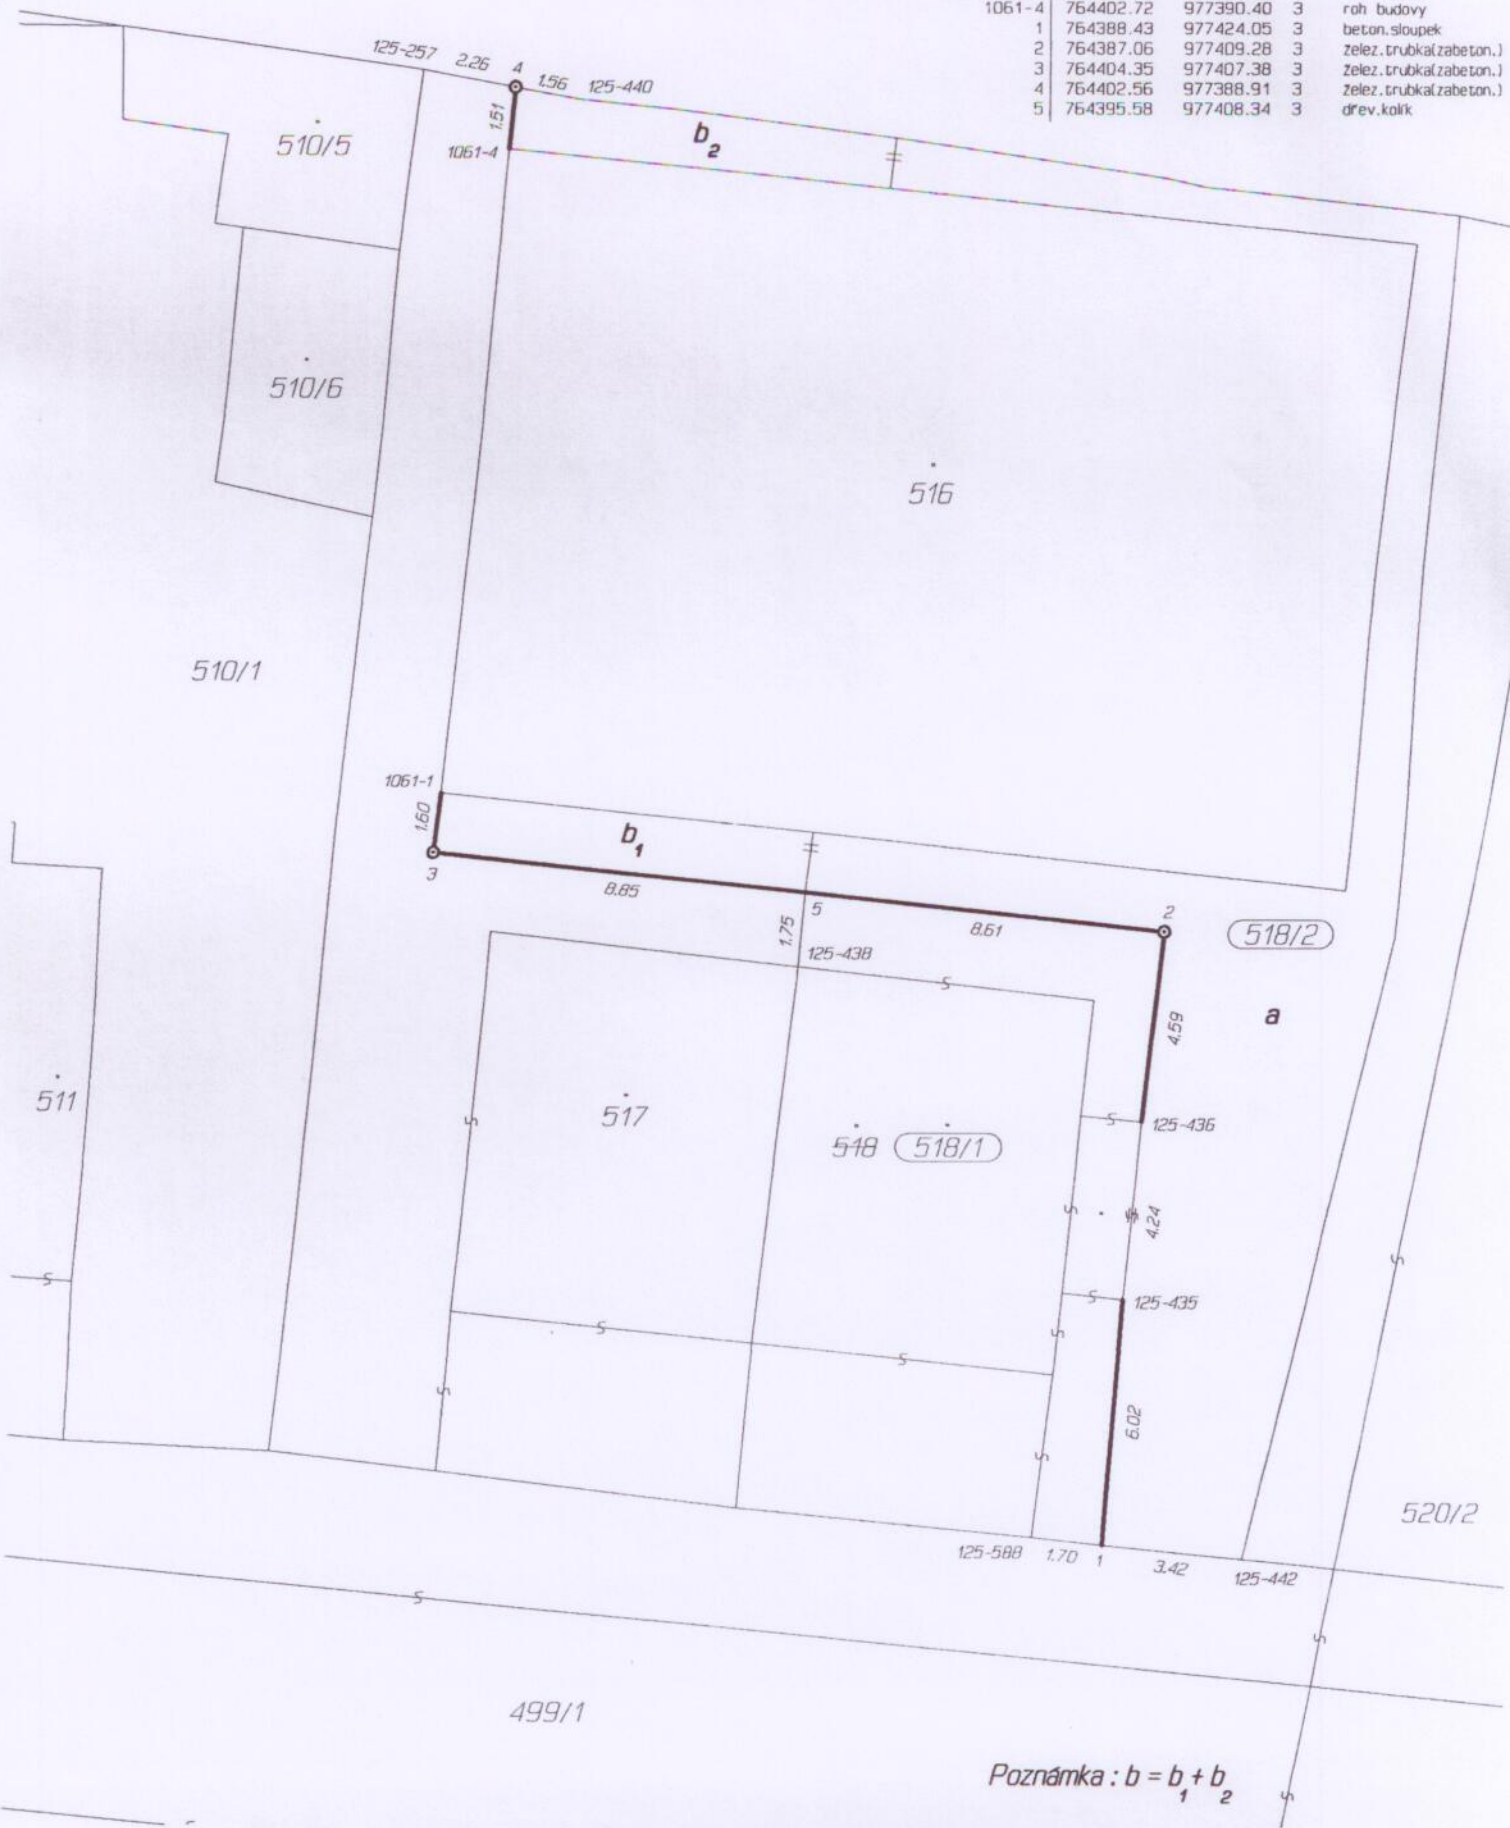 1061-4 764402.72 977390.40 3 roh budovy
1 764388.43 977424.05 3 beton.sloupek
2 764387.06 977409.28 3 želez.trubka(zabeton.)
3 764404.35 977407.38 3 želez.trubka(zabeton.)
4 764402.56 977388.91 3 želez.trubka(zabeton.)
5 764395.58 977408.34 3 dřev.kolík
125-257 2.26 4 1.56 125-440
1.51
510/5
1061-4
b2
510/6
516
510/1
1061-1
1.60
b1
3
8.85
5
8.61
2
518/2
1.75
125-438
a
4.59
511
517
125-436
518 518/1
4.24
125-435
6.02
520/2
125-588 1.70 1 3.42 125-442
499/1
Poznámka : b = b1 + b2